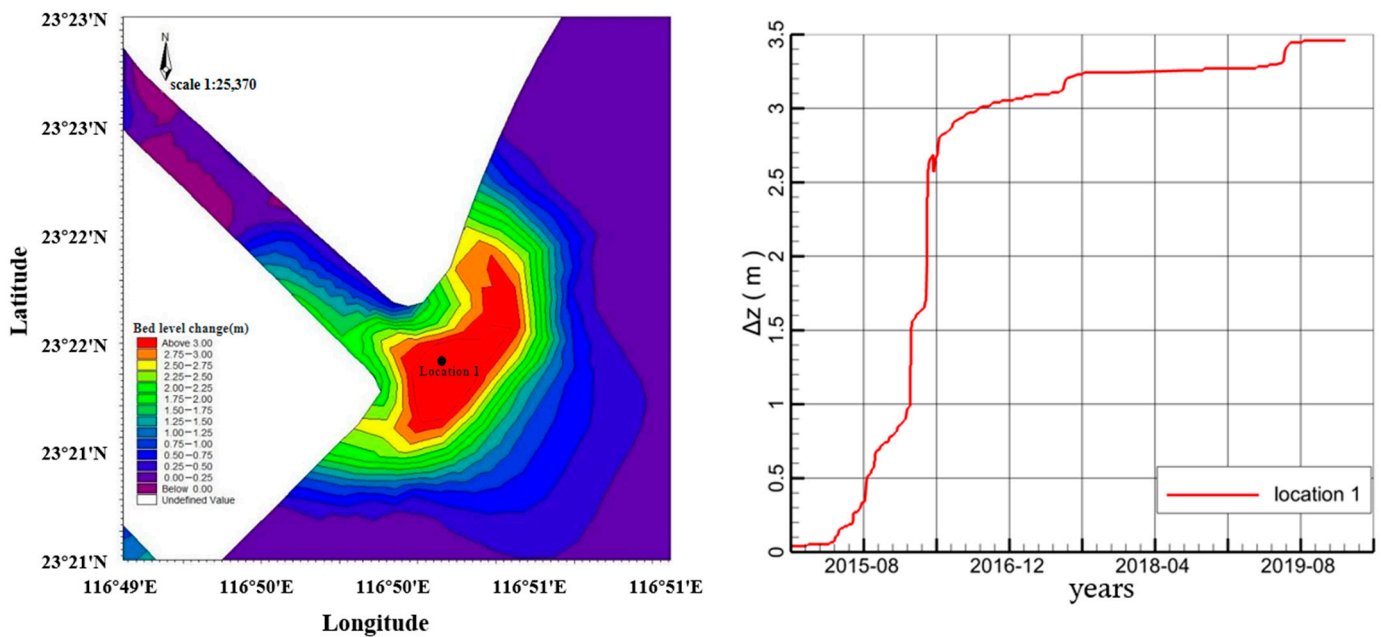 23°23'N
23°23'N
23°22'N
23°22'N
23°21'N
23°21'N
Latitude
N
scale 1:25,370
Bed level change(m)
Above 3.00
2.75-3.00
2.50-2.75
2.25-2.50
2.00-2.25
1.75-2.00
1.50-1.75
1.25-1.50
1.00-1.25
0.75-1.00
0.50-0.75
0.25-0.50
0.00-0.25
Below 0.00
Undefined Value
Location 1
116°49'E
116°50'E
116°50'E
116°51'E
116°51'E
Longitude
3.5
3
2.5
2
1.5
1
0.5
0
Δz ( m )
location 1
2015-08
2016-12
2018-04
2019-08
years